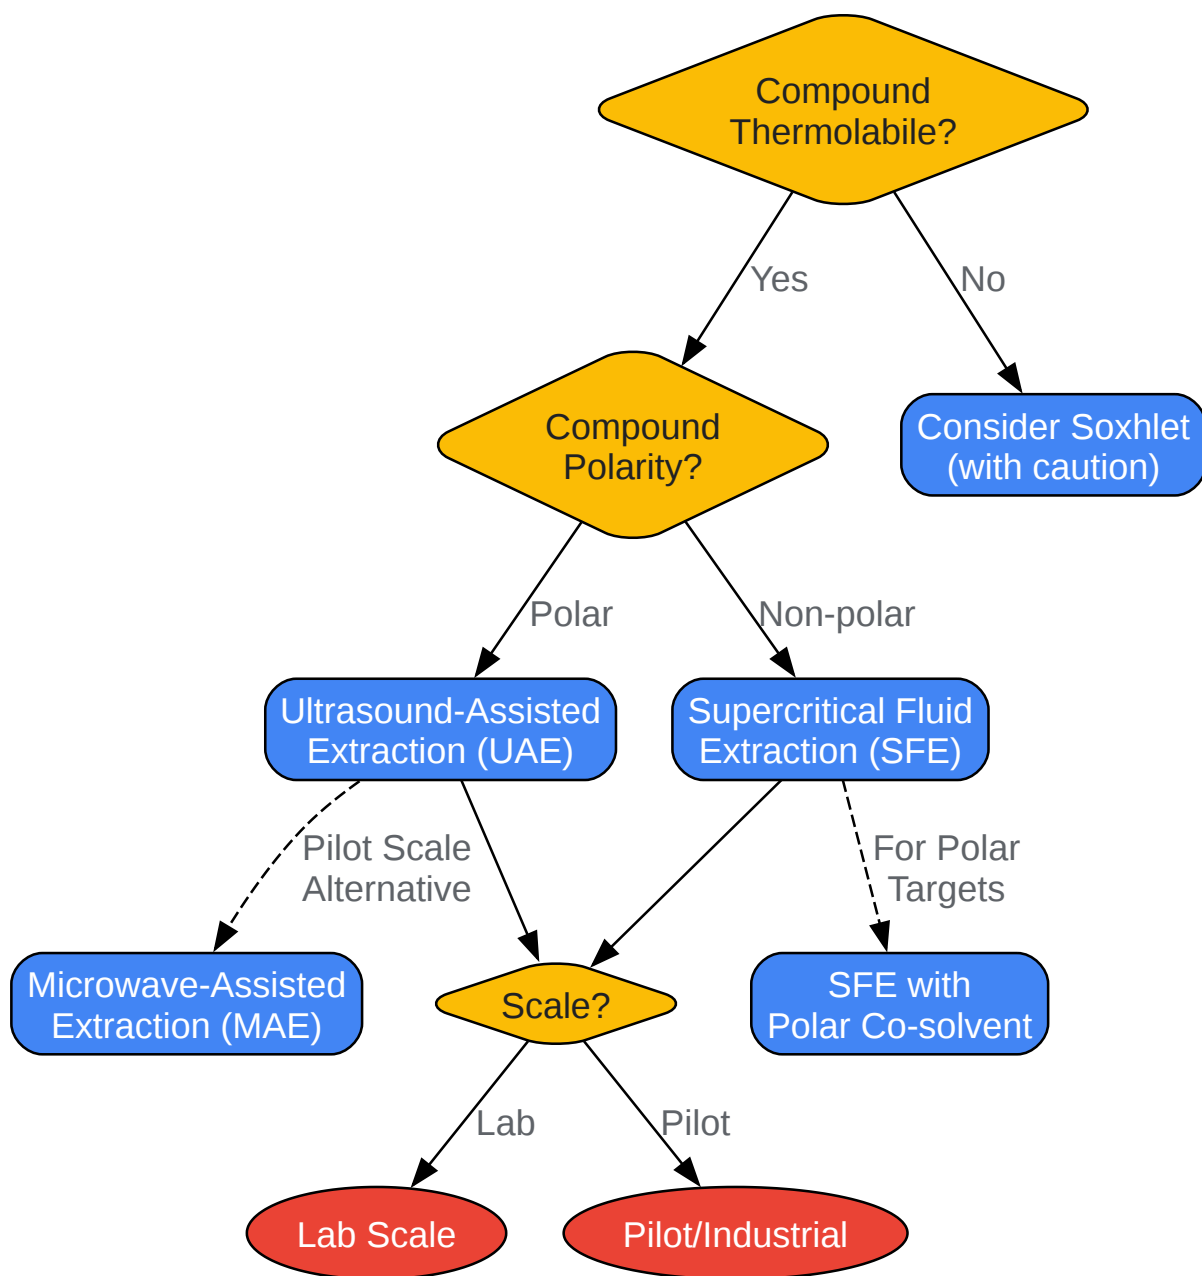 Compound
Thermolabile?
Yes
No
Compound
Polarity?
Consider Soxhlet
(with caution)
Polar
Non-polar
Ultrasound-Assisted
Extraction (UAE)
Supercritical Fluid
Extraction (SFE)
Pilot Scale
Alternative
For Polar
Targets
Microwave-Assisted
Extraction (MAE)
Scale?
SFE with
Polar Co-solvent
Lab
Pilot
Lab Scale
Pilot/Industrial